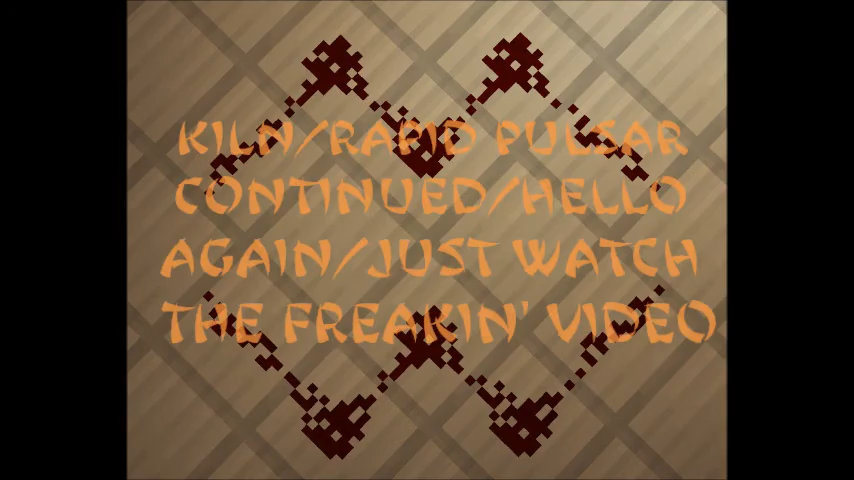 KILN/RAPID PULSAR
CONTINUED/HELLO
AGAIN/JUST WATCH
THE FREAKIN' VIDEO